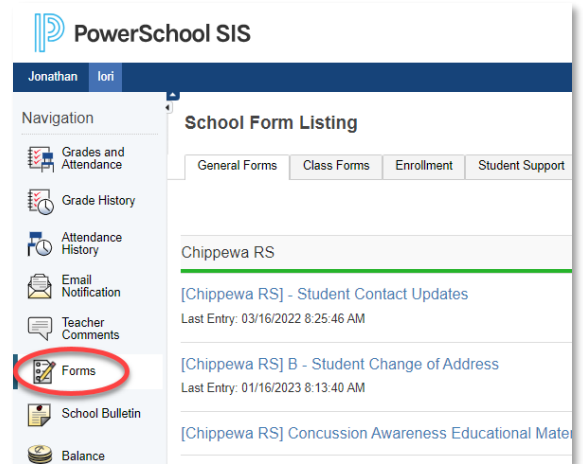 PowerSchool SIS
Jonathan Iori
Navigation
Grades and
Attendance
Grade History
Attendance
History
Email
Notification
Teacher
Comments
Forms
School Bulletin
Balance
School Form Listing
General Forms Class Forms Enrollment Student Support
Chippewa RS
[Chippewa RS] - Student Contact Updates
Last Entry: 03/16/2022 8:25:46 AM
[Chippewa RS] B - Student Change of Address
Last Entry: 01/16/2023 8:13:40 AM
[Chippewa RS] Concussion Awareness Educational